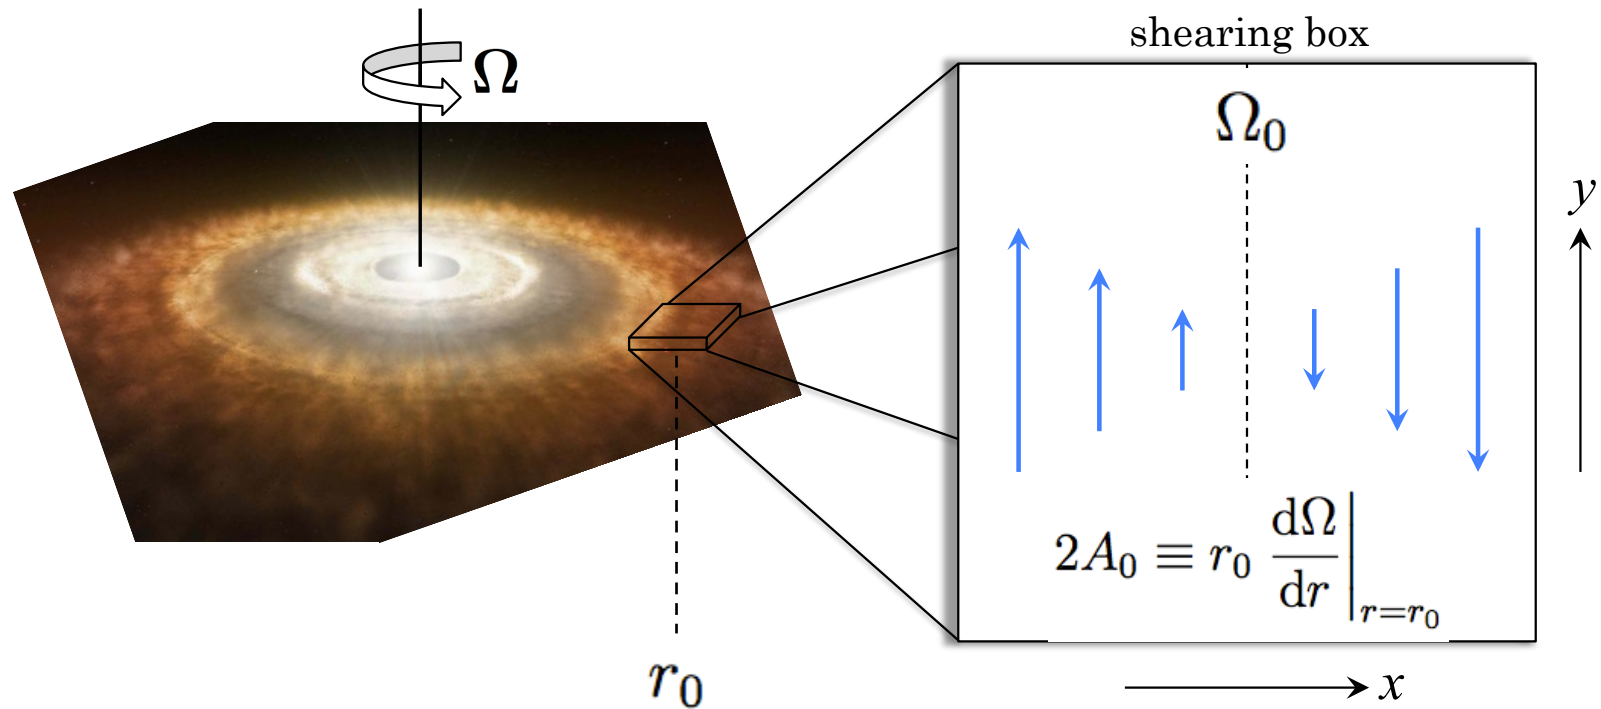 shearing box
Ω
Ω₀
y
2A₀ ≡ r₀ dΩ/dr|ᵣ₌ᵣ₀
r₀
x